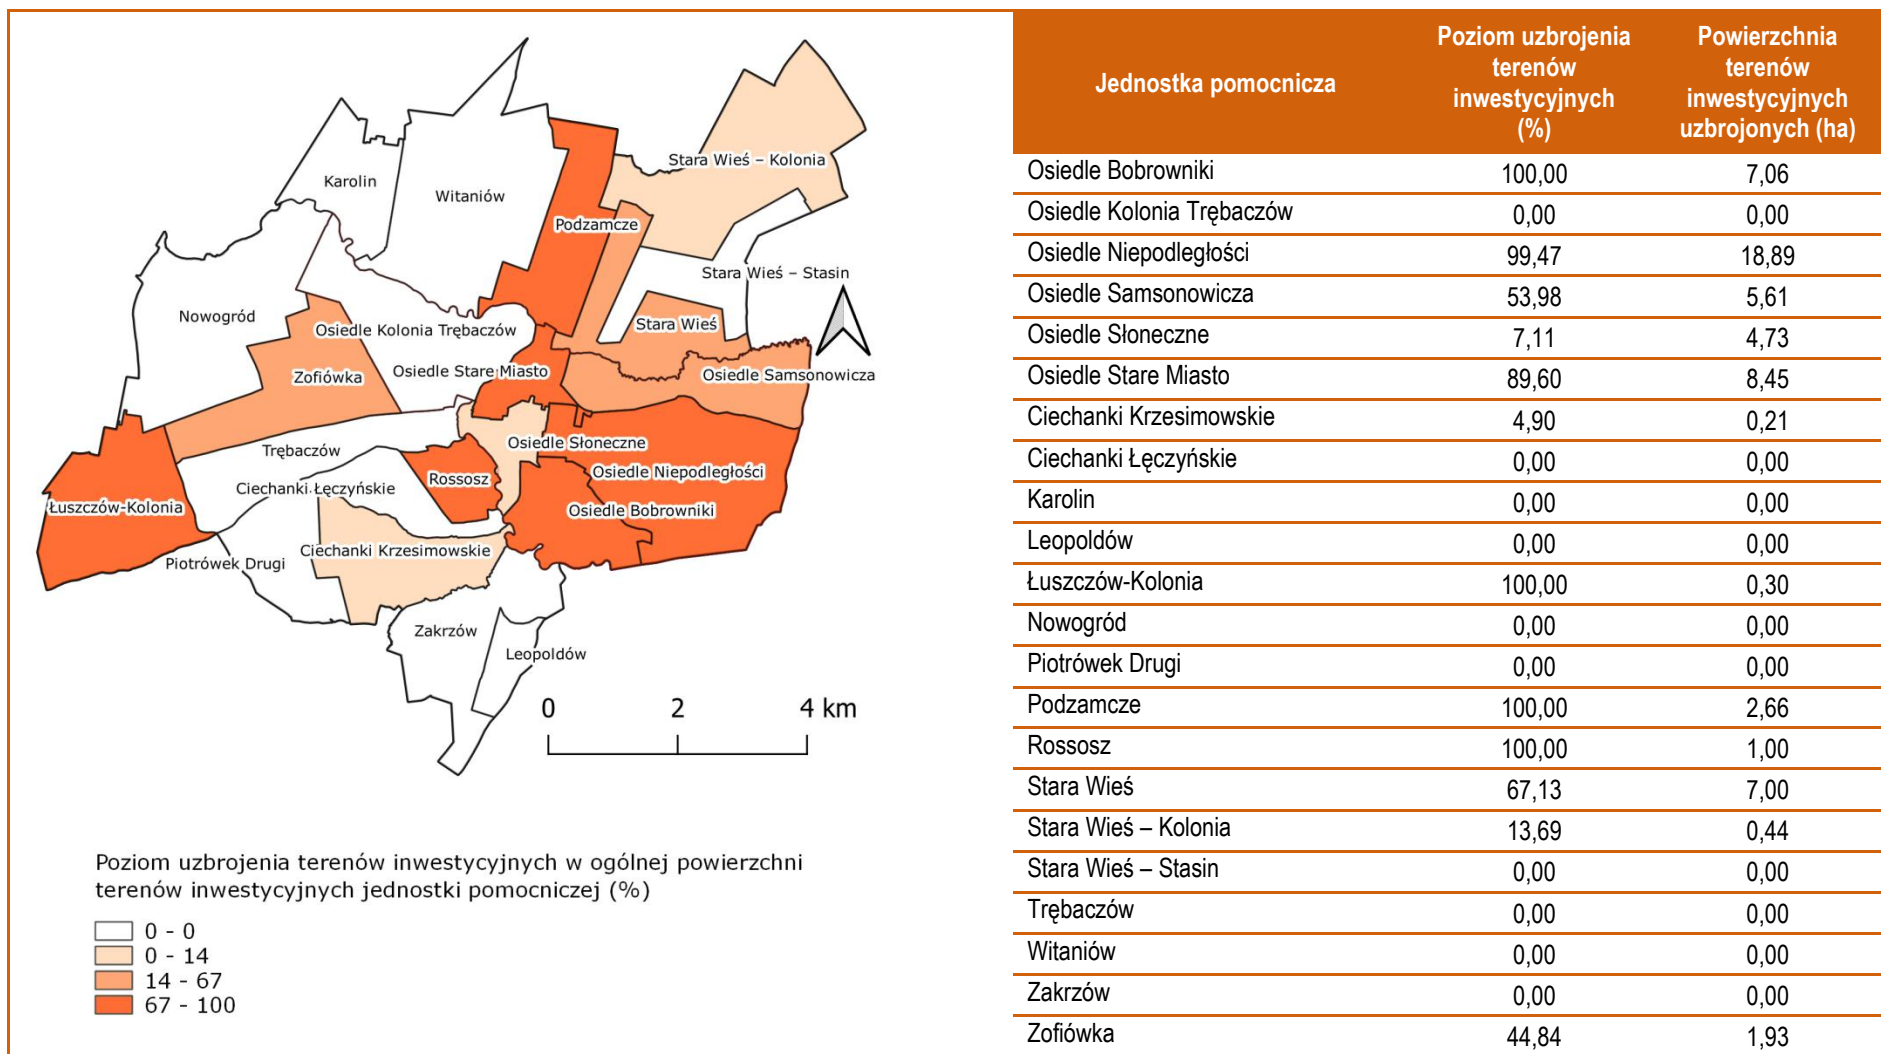 Stara Wieś – Kolonia
Karolin
Witaniów
Podzamcze
Stara Wieś – Stasin
Nowogród
Osiedle Kolonia Trębaczów
Stara Wieś
Zofiówka
Osiedle Stare Miasto
Osiedle Samsonowicza
Trębaczów
Osiedle Słoneczne
Rossosz
Osiedle Niepodległości
Ciechanki Łęczyńskie
Łuszczów-Kolonia
Osiedle Bobrowniki
Ciechanki Krzesimowskie
Piotrówek Drugi
Zakrzów
Leopoldów
0 2 4 km
Poziom uzbrojenia terenów inwestycyjnych w ogólnej powierzchni
terenów inwestycyjnych jednostki pomocniczej (%)
0 - 0
0 - 14
14 - 67
67 - 100
Jednostka pomocnicza
Poziom uzbrojenia
terenów
inwestycyjnych
(%)
Powierzchnia
terenów
inwestycyjnych
uzbrojonych (ha)
Osiedle Bobrowniki 100,00 7,06
Osiedle Kolonia Trębaczów 0,00 0,00
Osiedle Niepodległości 99,47 18,89
Osiedle Samsonowicza 53,98 5,61
Osiedle Słoneczne 7,11 4,73
Osiedle Stare Miasto 89,60 8,45
Ciechanki Krzesimowskie 4,90 0,21
Ciechanki Łęczyńskie 0,00 0,00
Karolin 0,00 0,00
Leopoldów 0,00 0,00
Łuszczów-Kolonia 100,00 0,30
Nowogród 0,00 0,00
Piotrówek Drugi 0,00 0,00
Podzamcze 100,00 2,66
Rossosz 100,00 1,00
Stara Wieś 67,13 7,00
Stara Wieś – Kolonia 13,69 0,44
Stara Wieś – Stasin 0,00 0,00
Trębaczów 0,00 0,00
Witaniów 0,00 0,00
Zakrzów 0,00 0,00
Zofiówka 44,84 1,93